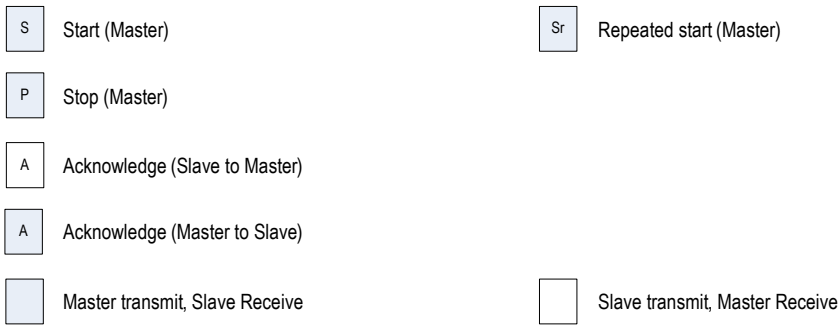 S Start (Master) Sr Repeated start (Master)
P Stop (Master)
A Acknowledge (Slave to Master)
A Acknowledge (Master to Slave)
Master transmit, Slave Receive Slave transmit, Master Receive